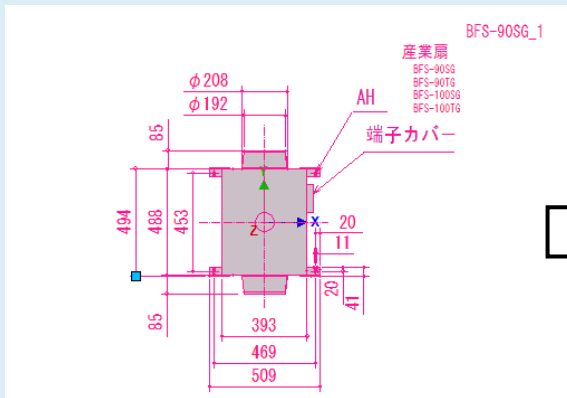 BFS-90SG_1
産業扇
BFS-90SG
BFS-90TG
BFS-100SG
BFS-100TG
φ208
φ192
AH
端子カバー
85
494
488
453
Y
X
Z
20
11
20
41
85
393
469
509